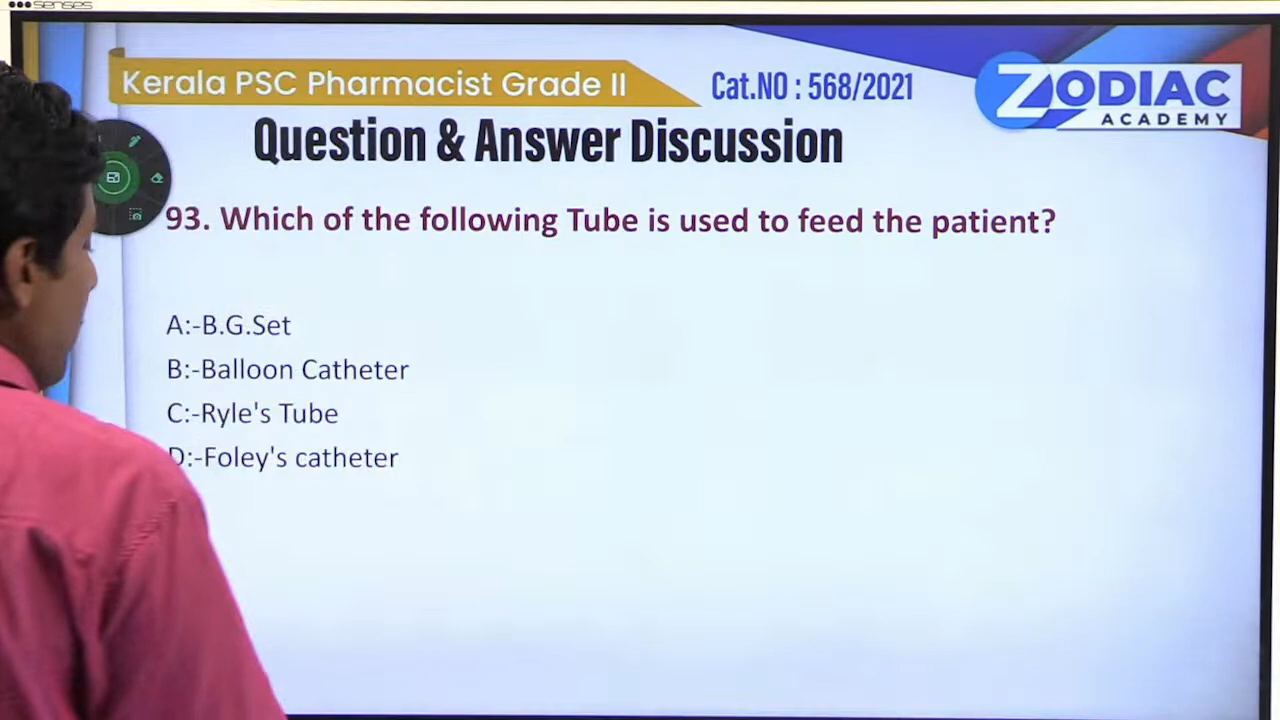 senses
Kerala PSC Pharmacist Grade II
Cat.NO : 568/2021
ZODIAC
ACADEMY
Question & Answer Discussion
93. Which of the following Tube is used to feed the patient?
A:-B.G.Set
B:-Balloon Catheter
C:-Ryle's Tube
D:-Foley's catheter